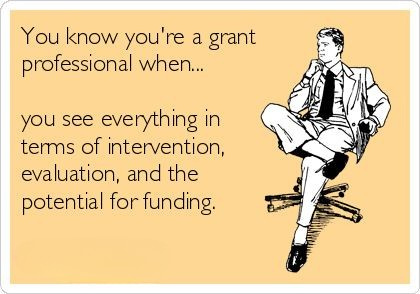 You know you're a grant
professional when...
you see everything in
terms of intervention,
evaluation, and the
potential for funding.